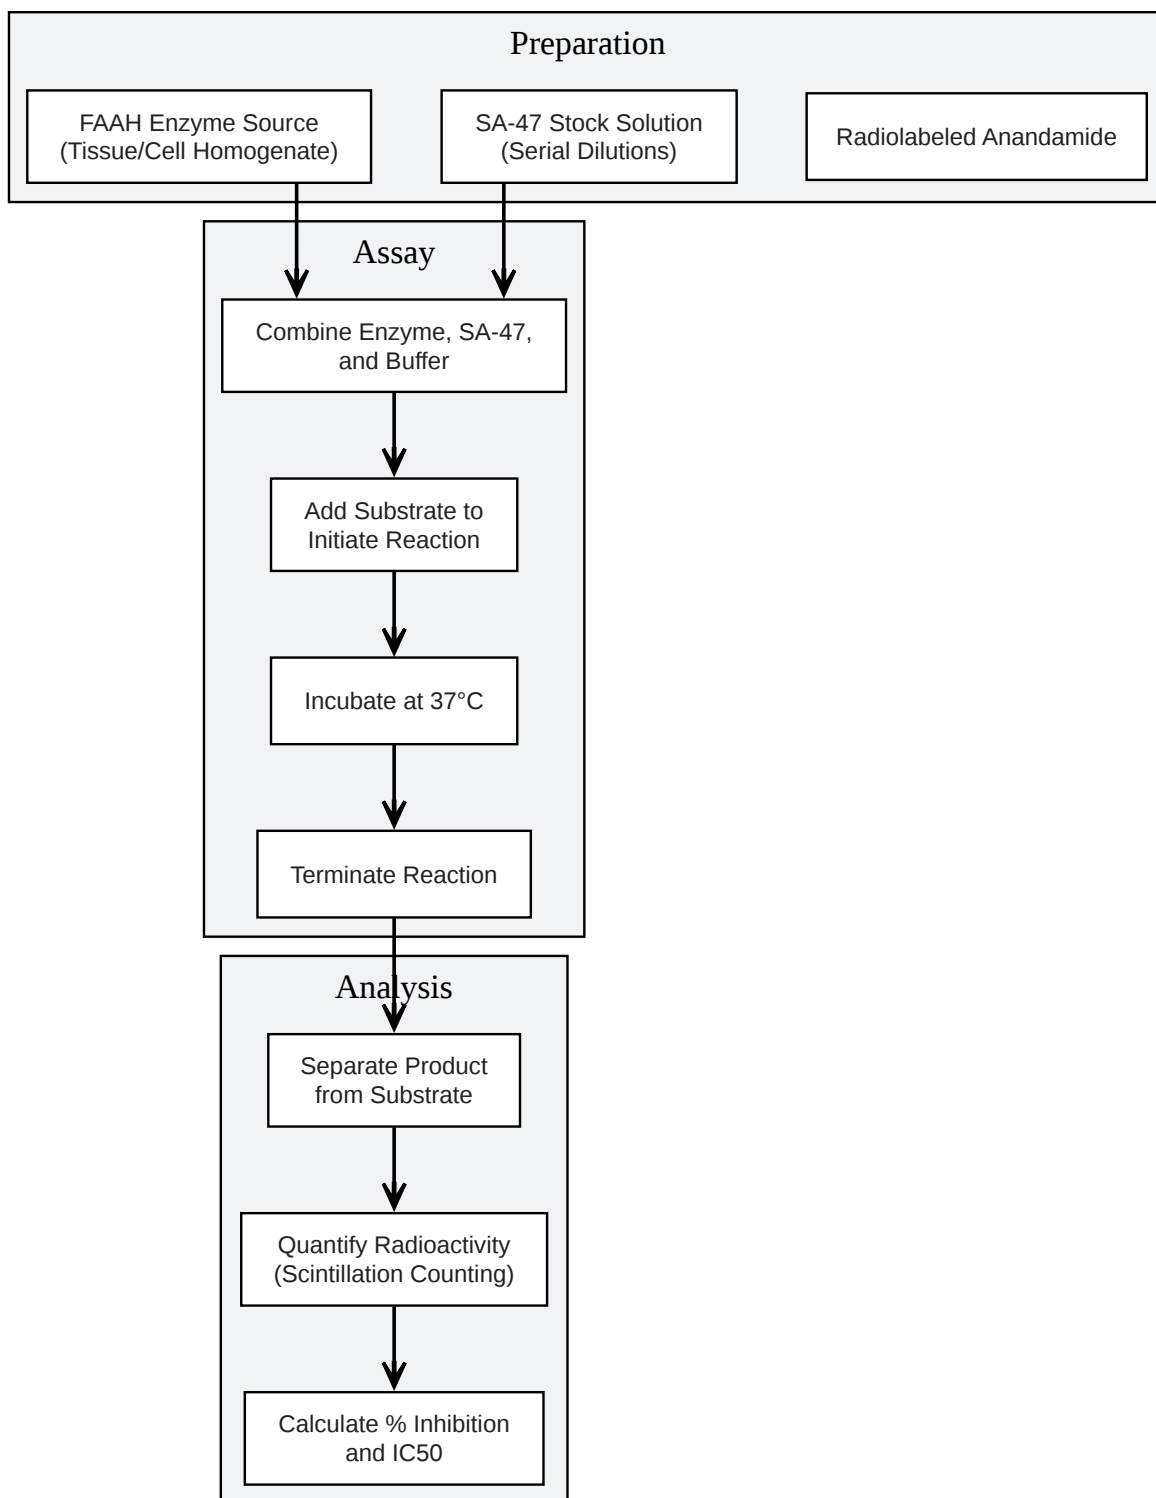 Preparation
FAAH Enzyme Source
(Tissue/Cell Homogenate)
SA-47 Stock Solution
(Serial Dilutions)
Radiolabeled Anandamide
Assay
Combine Enzyme, SA-47,
and Buffer
Add Substrate to
Initiate Reaction
Incubate at 37°C
Terminate Reaction
Analysis
Separate Product
from Substrate
Quantify Radioactivity
(Scintillation Counting)
Calculate % Inhibition
and IC50